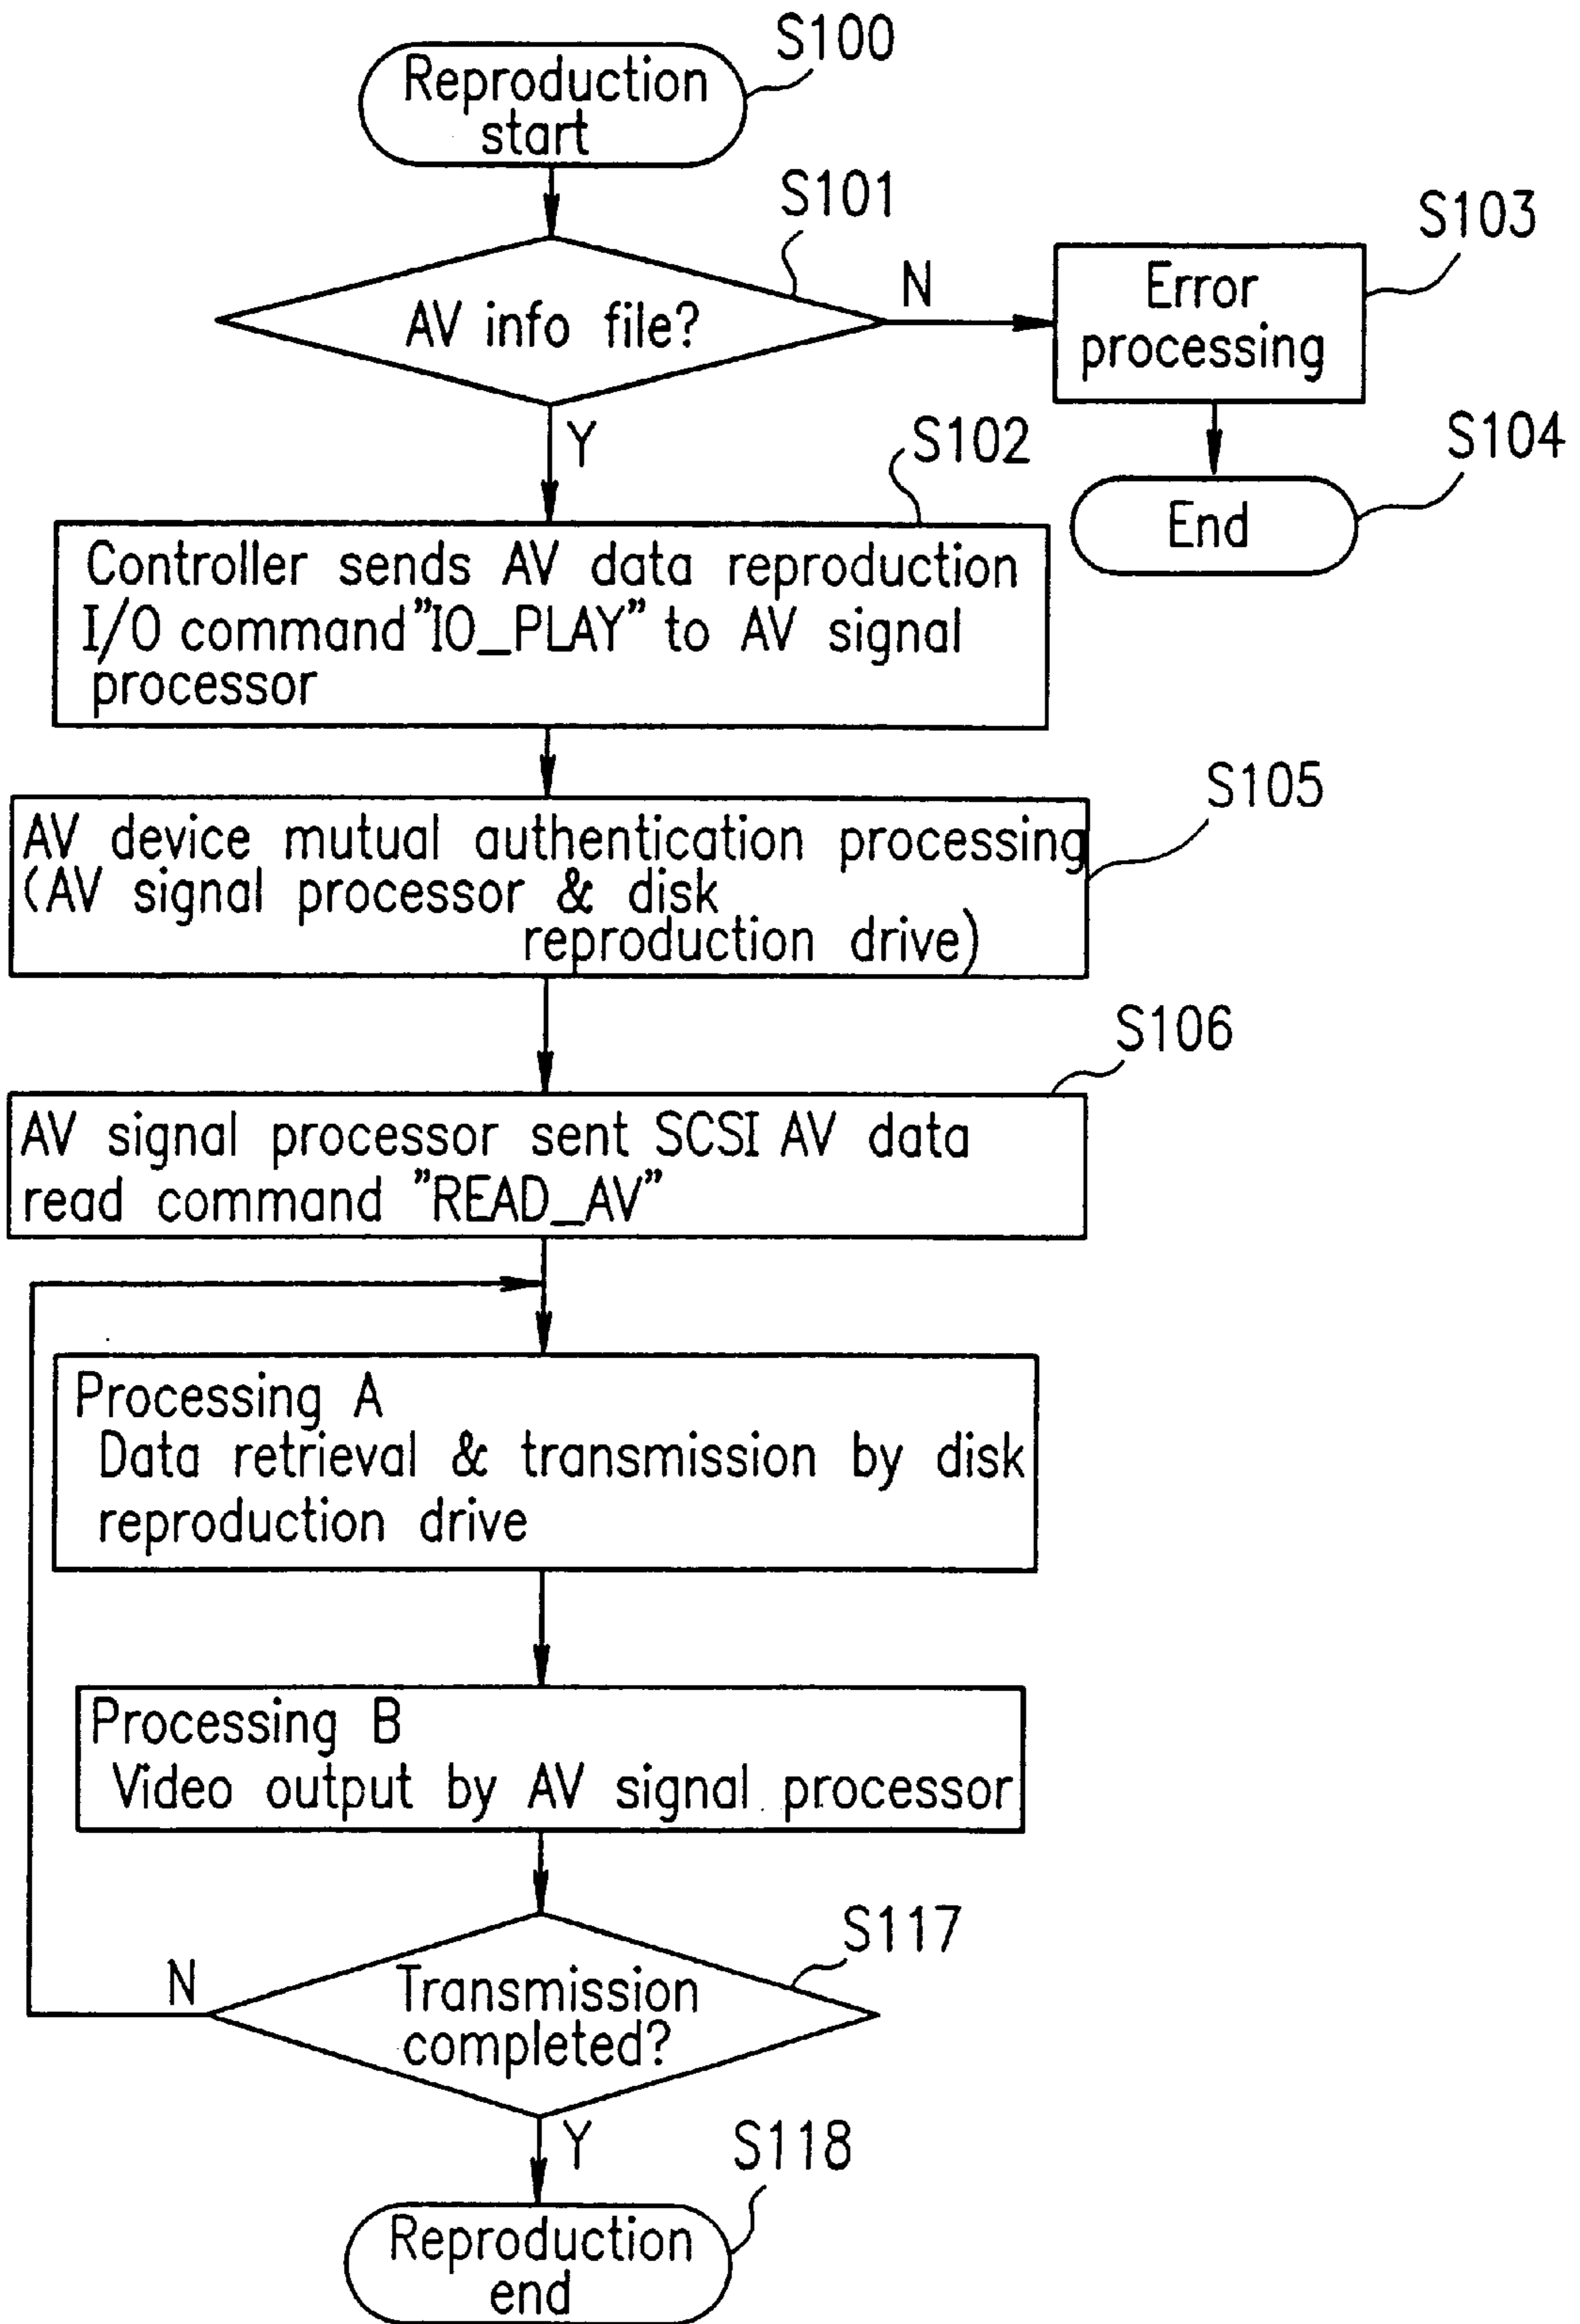 S100
Reproduction
start
S101
AV info file?
N
S103
Error
processing
Y
S104
End
S102
Controller sends AV data reproduction
I/O command "IO_PLAY" to AV signal
processor
S105
AV device mutual authentication processing
(AV signal processor & disk
reproduction drive)
S106
AV signal processor sent SCSI AV data
read command "READ_AV"
Processing A
Data retrieval & transmission by disk
reproduction drive
Processing B
Video output by AV signal processor
S117
N
Transmission
completed?
Y
S118
Reproduction
end